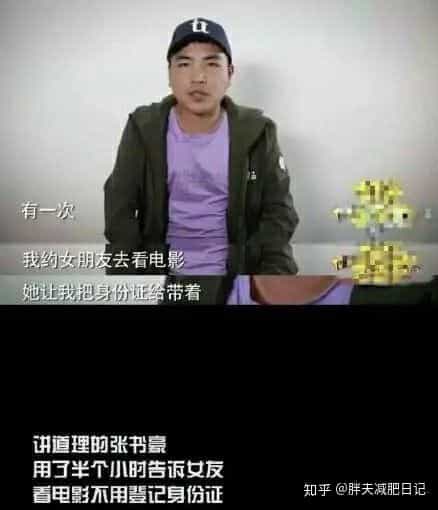 有一次
我约女朋友去看电影
她让我把身份证给带着
讲道理的张书豪
用了半个小时告诉女友
看电影不用登记身份证
知乎 @胖夫减肥日记